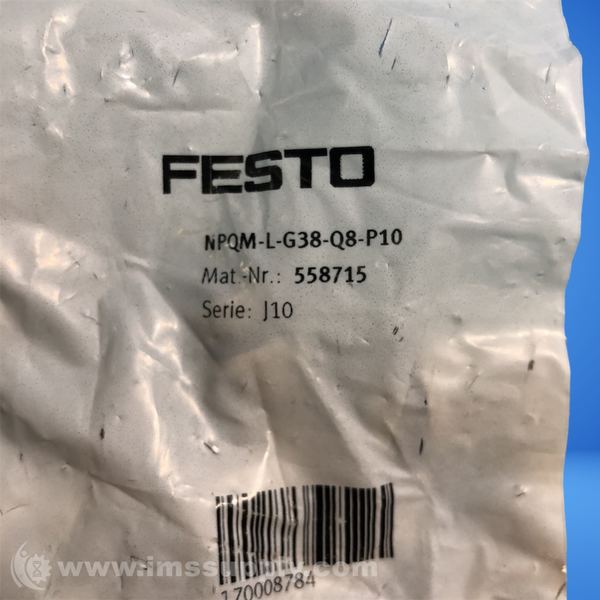 FESTO
NPQM-L-G38-Q8-P10
Mat.-Nr.: 558715
Serie: J10
170008784
www.imssupply.com